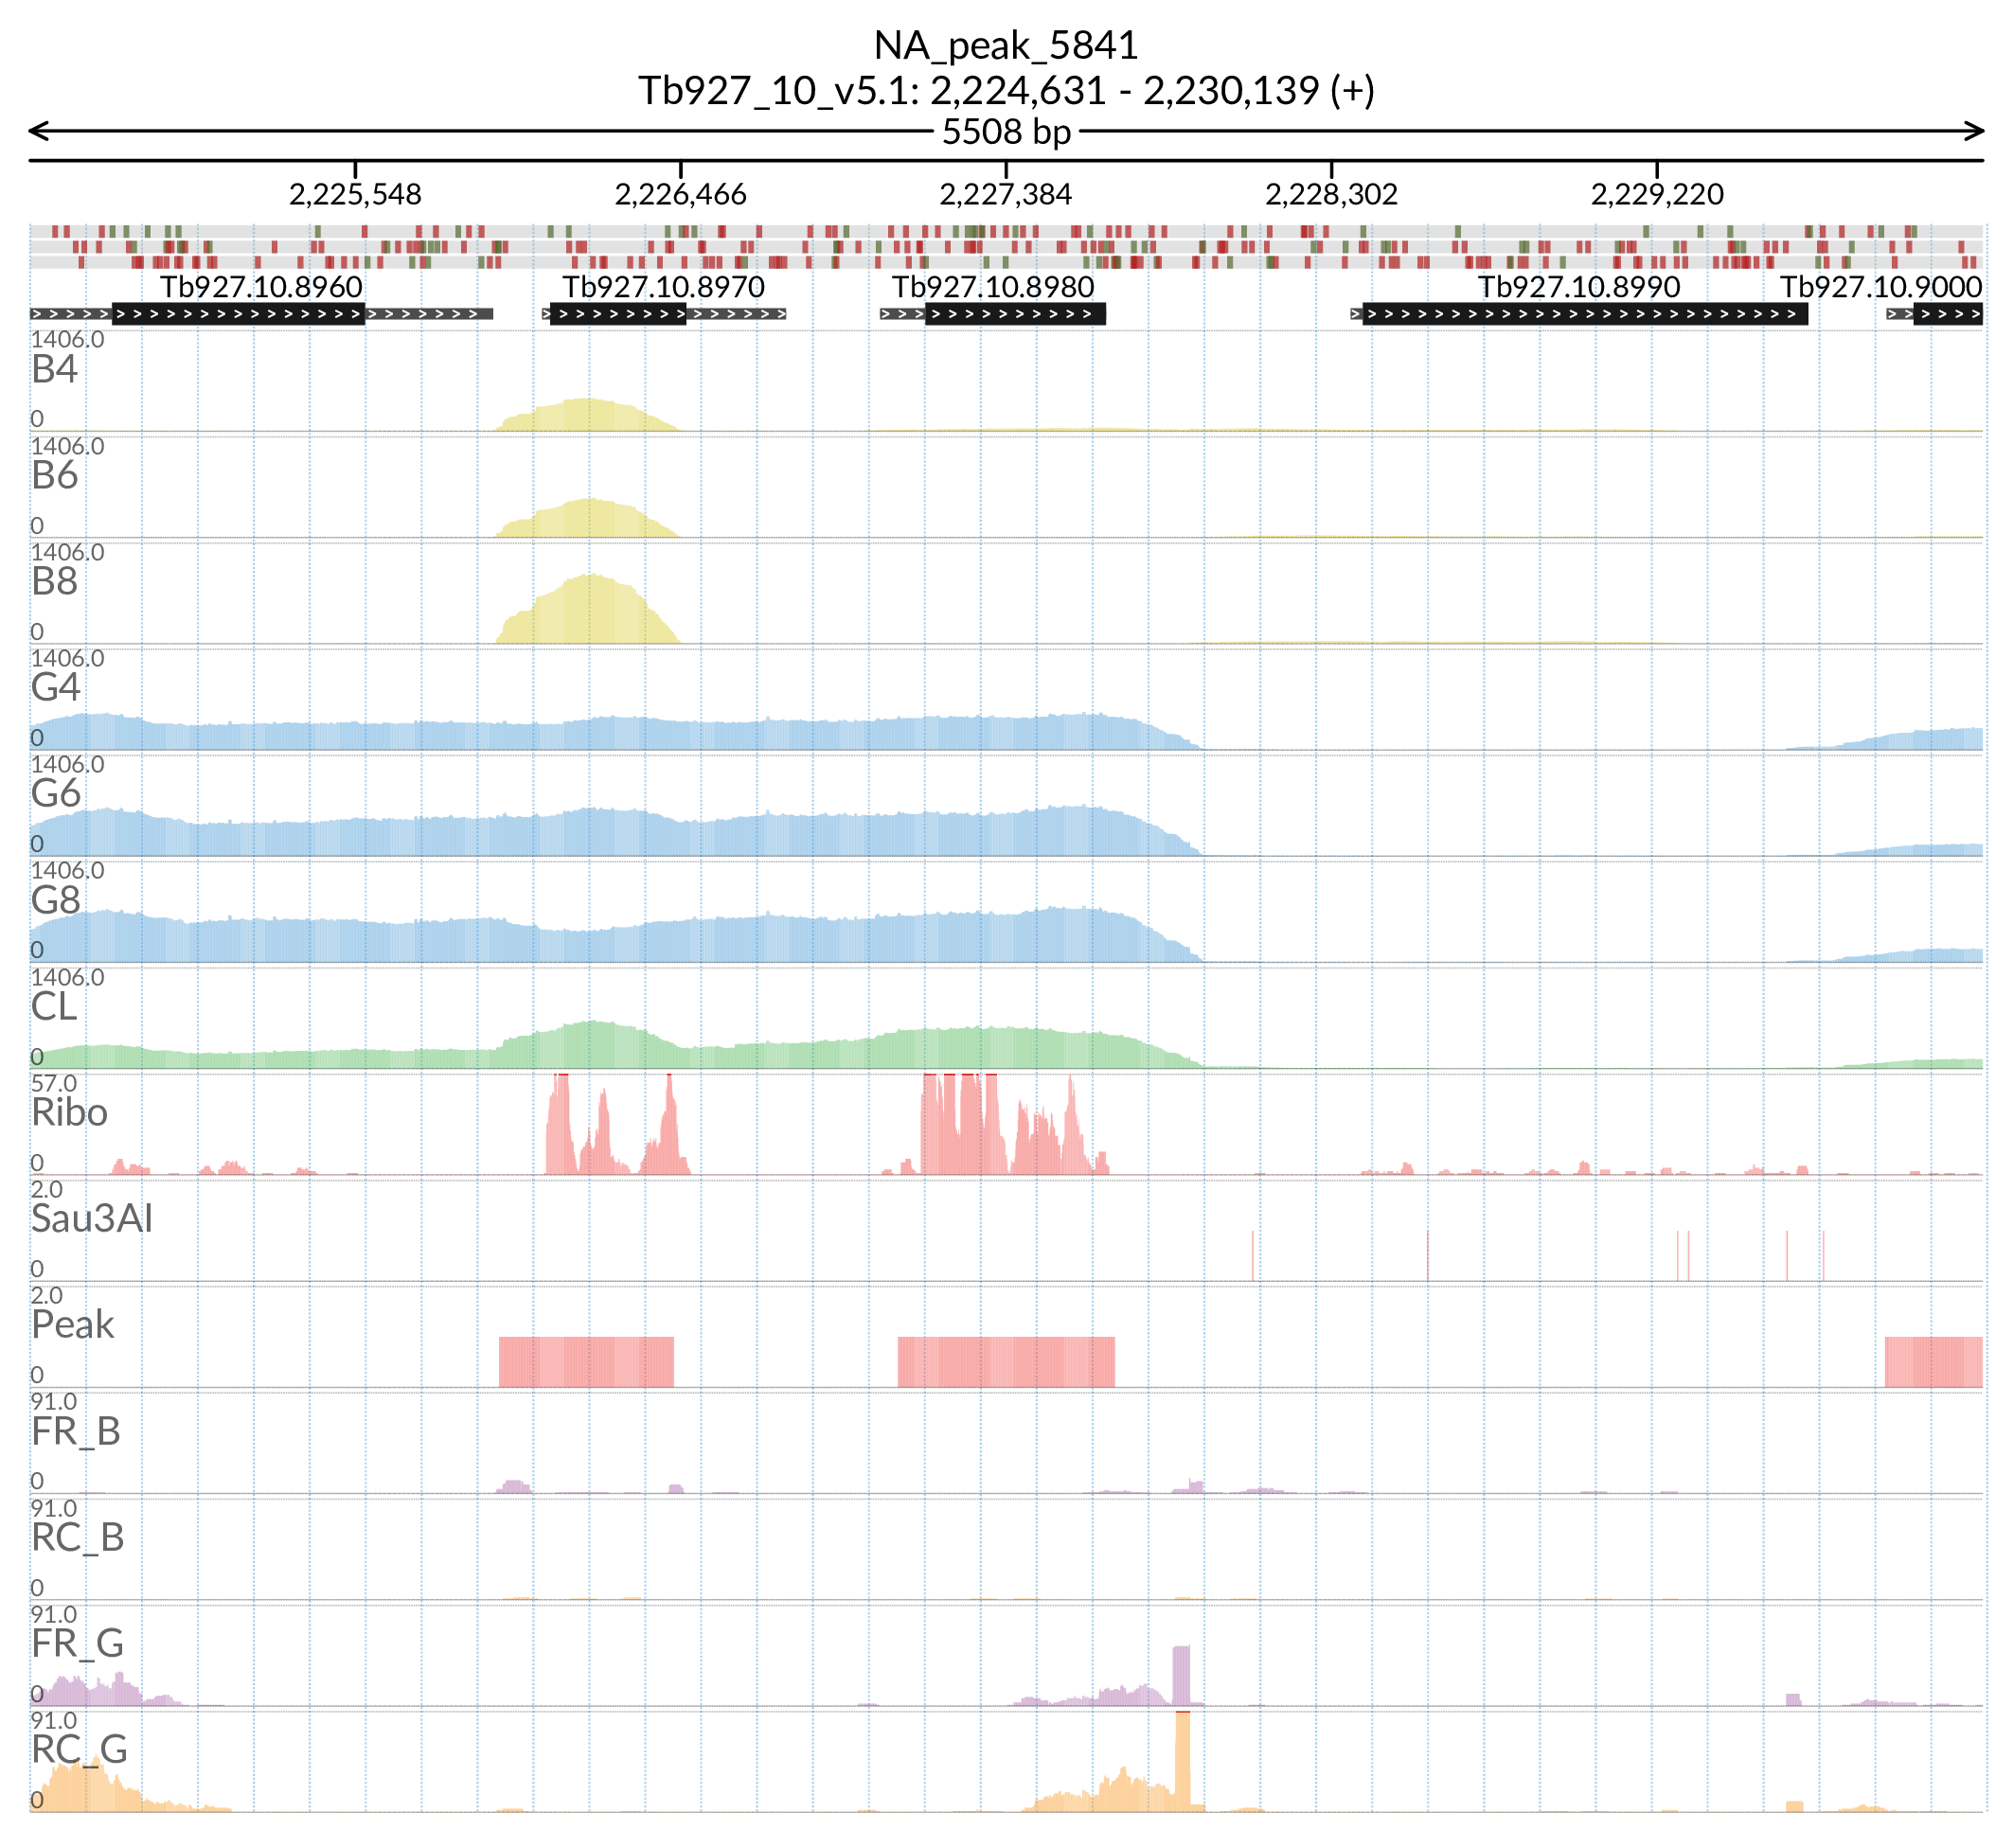 NA_peak_5841
Tb927_10_v5.1: 2,224,631 - 2,230,139 (+)
5508 bp
2,225,548 2,226,466 2,227,384 2,228,302 2,229,220
Tb927.10.8960 Tb927.10.8970 Tb927.10.8980 Tb927.10.8990 Tb927.10.9000
1406.0
B4
0
1406.0
B6
0
1406.0
B8
0
1406.0
G4
0
1406.0
G6
0
1406.0
G8
0
1406.0
CL
0
57.0
Ribo
0
2.0
Sau3AI
0
2.0
Peak
0
91.0
FR_B
0
91.0
RC_B
0
91.0
FR_G
0
91.0
RC_G
0